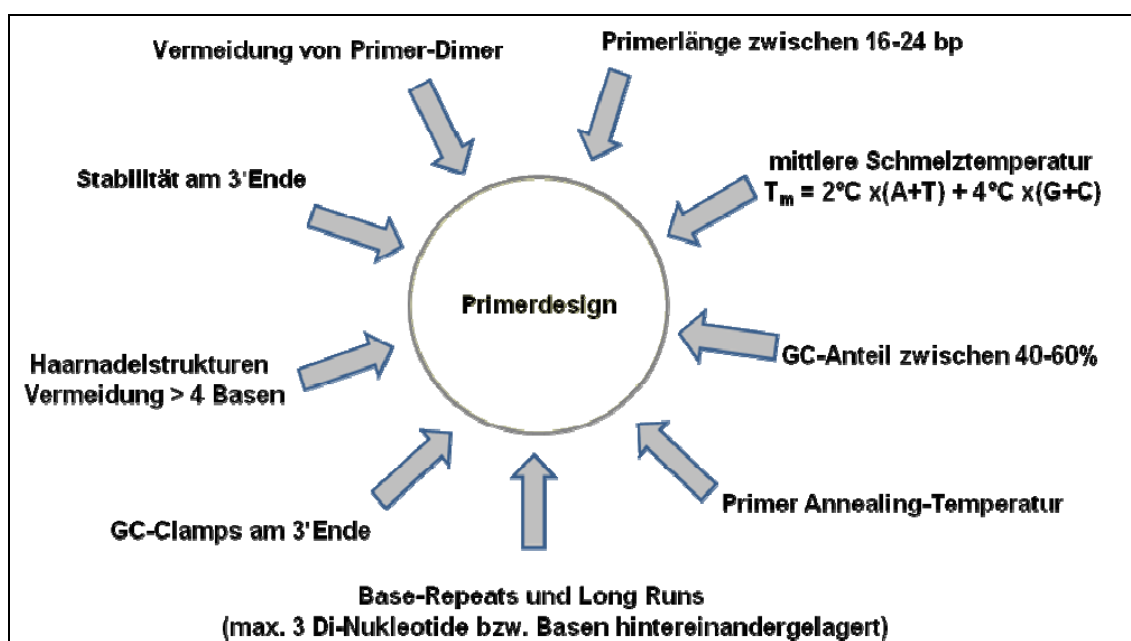 Vermeidung von Primer-Dimer
Primerlänge zwischen 16-24 bp
Stabilität am 3'Ende
mittlere Schmelztemperatur
Tm = 2°C x(A+T) + 4°C x(G+C)
Primerdesign
Haarnadelstrukturen
Vermeidung > 4 Basen
GC-Anteil zwischen 40-60%
GC-Clamps am 3'Ende
Primer Annealing-Temperatur
Base-Repeats und Long Runs
(max. 3 Di-Nukleotide bzw. Basen hintereinandergelagert)